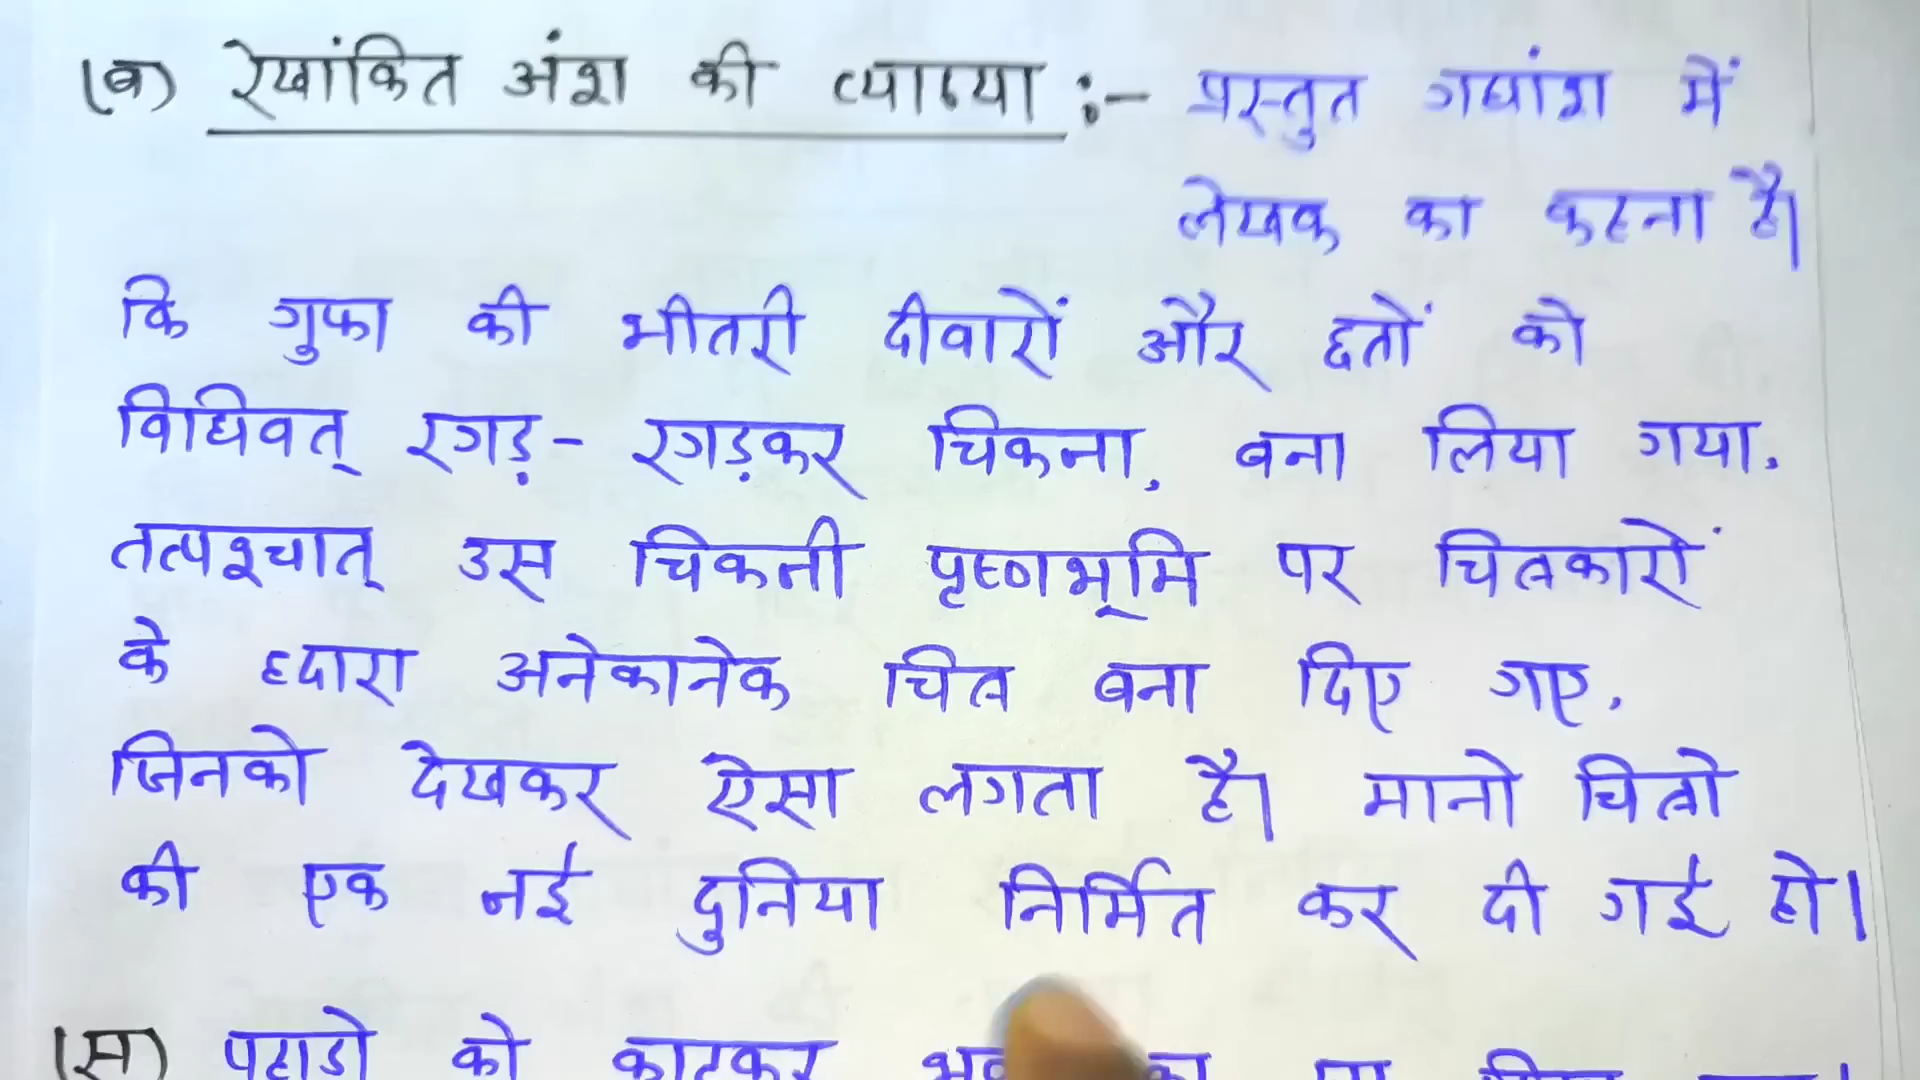 (ब) रेखांकित अंश की व्याख्या :- प्रस्तुत गद्यांश में
लेखक का कहना है।
कि गुफा की भीतरी दीवारों और छतों को
विधिवत् रगड़ - रगड़कर चिकना, बना लिया गया,
तत्पश्चात् उस चिकनी पृष्ठभूमि पर चित्रकारों
के द्वारा अनेकानेक चित्र बना दिए गए,
जिनको देखकर ऐसा लगता है। मानो चित्रो
की एक नई दुनिया निर्मित कर दी गई हो।
(स) पहाडो को काटकर